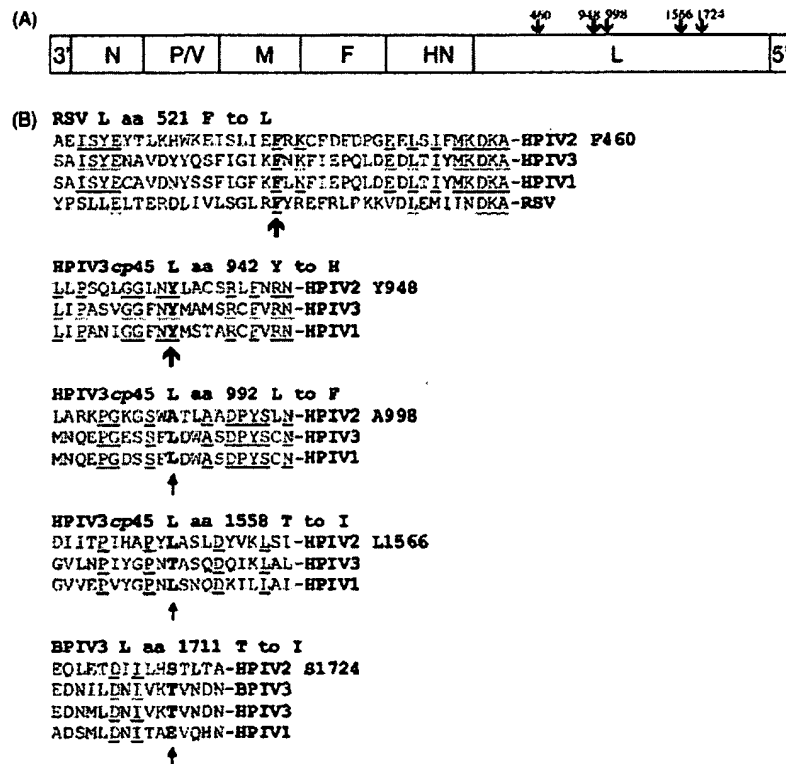 (A)
460 948 998 1566 1724
3' N P/V M F HN L 5'
(B) RSV L aa 521 F to L
AEISYEYTLKHWKEISLIEFRKCFDFDPGEELSIFMKDKA-HPIV2 F460
SAISYENAVDYYQSFIGIKFNKFIEPQLDEDLTIYMKDKA-HPIV3
SAISYECAVDNYSSFIGFKFLKFIEPQLDEDLTIYMKDKA-HPIV1
YPSLLELTERDLIVLSGLRFYREFRLPKKVDLEMIINDKA-RSV
HPIV3cp45 L aa 942 Y to H
LLPSQLGGLNYLACSRLFNRN-HPIV2 Y948
LIPASVGGFNYMAMSRCFVRN-HPIV3
LIPANIGGFNYMSTARCFVRN-HPIV1
HPIV3cp45 L aa 992 L to F
LARKPGKGSWATLAADPYSLN-HPIV2 A998
MNQEPGESSFLDWASDPYSCN-HPIV3
MNQEPGDSSFLDWASDPYSCN-HPIV1
HPIV3cp45 L aa 1558 T to I
DIITPIHAPYLASLDYVKLSI-HPIV2 L1566
GVLNPIYGPNTASQDQIKLAL-HPIV3
GVVEPVYGPNLSNQDKILLAI-HPIV1
BPIV3 L aa 1711 T to I
EQLETDIILHSTLTA-HPIV2 S1724
EDNILDNIVKTVNDN-BPIV3
EDNMLDNIVKTVNDN-HPIV3
ADSMLDNITAEVQHN-HPIV1